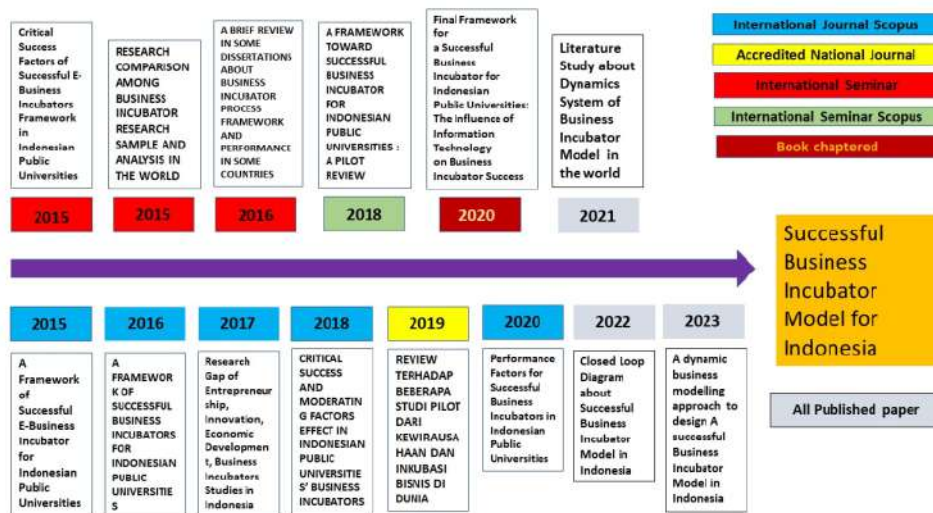 Critical
Success
Factors of
Successful E-
Business
Incubators
Framework
in
Indonesian
Public
Universities
RESEARCH
COMPARISON
AMONG
BUSINESS
INCUBATOR
RESEARCH
SAMPLE AND
ANALYSIS IN
THE WORLD
A BRIEF REVIEW
IN SOME
DISSERTATIONS
ABOUT
BUSINESS
INCUBATOR
PROCESS
FRAMEWORK
AND
PERFORMANCE
IN SOME
COUNTRIES
A FRAMEWORK
TOWARD
SUCCESSFUL
BUSINESS
INCUBATOR
FOR
INDONESIAN
PUBLIC
UNIVERSITIES :
A PILOT
REVIEW
Final Framework
for
a Successful
Business
Incubator for
Indonesian
Public Universities:
The Influence of
Information
Technology
on Business
Incubator Success
Literature
Study about
Dynamics
System of
Business
Incubator
Model in
the world
International Journal Scopus
Accredited National Journal
International Seminar
International Seminar Scopus
Book chaptered
2015
2015
2016
2018
2020
2021
Successful
Business
Incubator
Model for
Indonesia
2015
2016
2017
2018
2019
2020
2022
2023
A
Framework
of
Successful
E-Business
Incubator
for
Indonesian
Public
Universities
A
FRAMEWOR
K OF
SUCCESSFUL
BUSINESS
INCUBATORS
FOR
INDONESIAN
PUBLIC
UNIVERSITIE
S
Research
Gap of
Entrepreneu
rship,
Innovation,
Economic
Developmen
t, Business
Incubators
Studies in
Indonesia
CRITICAL
SUCCESS
AND
MODERATIN
G FACTORS
EFFECT IN
INDONESIAN
PUBLIC
UNIVERSITIE
S' BUSINESS
INCUBATORS
REVIEW
TERHADAP
BEBERAPA
STUDI PILOT
DARI
KEWIRAUSA
HAAN DAN
INKUBASI
BISNIS DI
DUNIA
Performance
Factors for
Successful
Business
Incubators in
Indonesian
Public
Universities
Closed Loop
Diagram
about
Successful
Business
Incubator
Model in
Indonesia
A dynamic
business
modelling
approach to
design A
successful
Business
Incubator
Model in
Indonesia
All Published paper